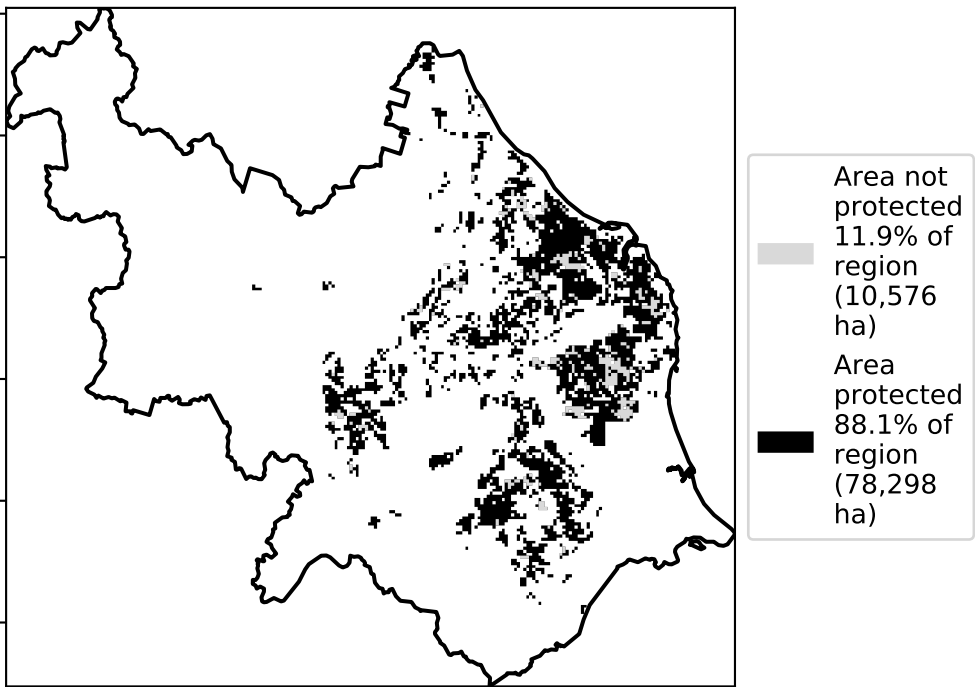 Area not
protected
11.9% of
region
(10,576
ha)
Area
protected
88.1% of
region
(78,298
ha)